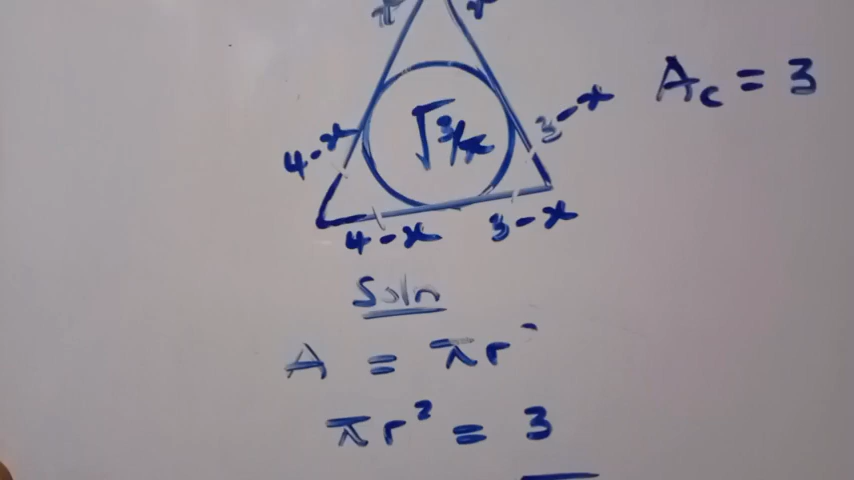 x x
A_c = 3
4-x √3/π 3-x
4-x 3-x
Soln
A = πr
πr² = 3